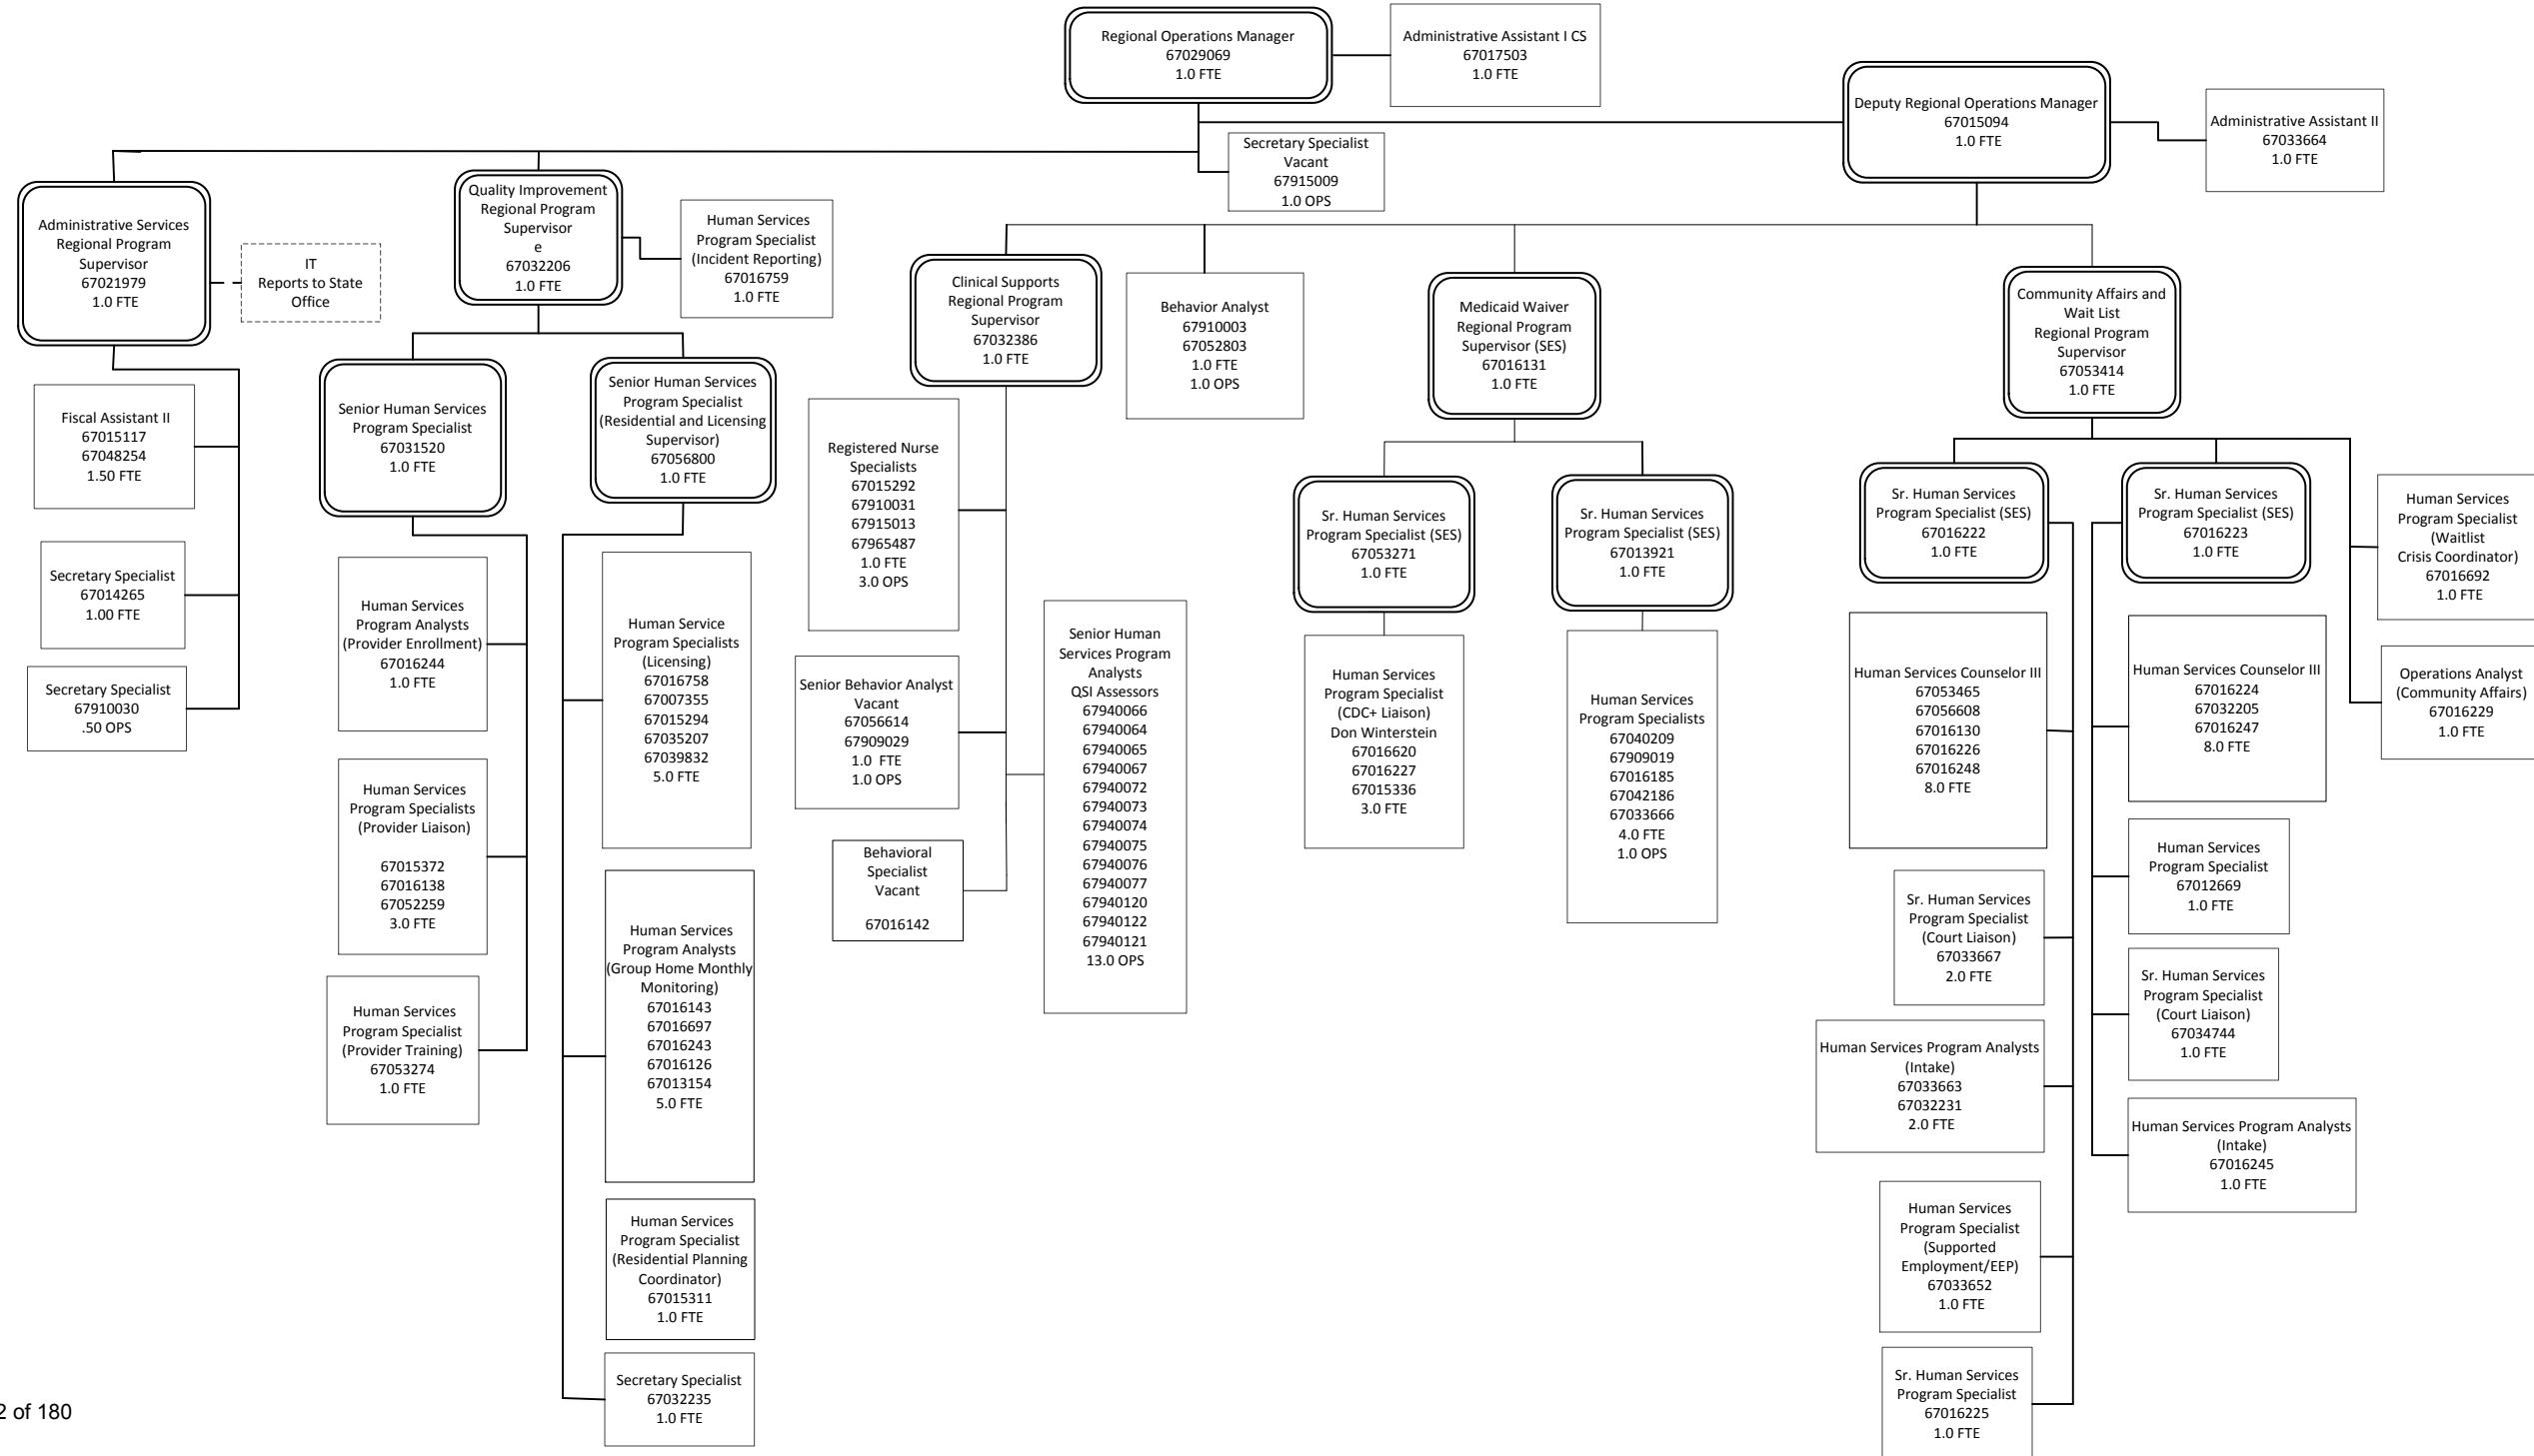 Regional Operations Manager
67029069
1.0 FTE
Administrative Assistant I CS
67017503
1.0 FTE
Deputy Regional Operations Manager
67015094
1.0 FTE
Administrative Assistant II
67033664
1.0 FTE
Secretary Specialist
Vacant
67915009
1.0 OPS
Administrative Services
Regional Program
Supervisor
67021979
1.0 FTE
IT
Reports to State
Office
Quality Improvement
Regional Program
Supervisor
e
67032206
1.0 FTE
Human Services
Program Specialist
(Incident Reporting)
67016759
1.0 FTE
Clinical Supports
Regional Program
Supervisor
67032386
1.0 FTE
Behavior Analyst
67910003
67052803
1.0 FTE
1.0 OPS
Medicaid Waiver
Regional Program
Supervisor (SES)
67016131
1.0 FTE
Community Affairs and
Wait List
Regional Program
Supervisor
67053414
1.0 FTE
Fiscal Assistant II
67015117
67048254
1.50 FTE
Secretary Specialist
67014265
1.00 FTE
Secretary Specialist
67910030
.50 OPS
Senior Human Services
Program Specialist
67031520
1.0 FTE
Senior Human Services
Program Specialist
(Residential and Licensing
Supervisor)
67056800
1.0 FTE
Human Services
Program Analysts
(Provider Enrollment)
67016244
1.0 FTE
Human Services
Program Specialists
(Provider Liaison)
67015372
67016138
67052259
3.0 FTE
Human Services
Program Specialist
(Provider Training)
67053274
1.0 FTE
Human Service
Program Specialists
(Licensing)
67016758
67007355
67015294
67035207
67039832
5.0 FTE
Human Services
Program Analysts
(Group Home Monthly
Monitoring)
67016143
67016697
67016243
67016126
67013154
5.0 FTE
Human Services
Program Specialist
(Residential Planning
Coordinator)
67015311
1.0 FTE
Secretary Specialist
67032235
1.0 FTE
Registered Nurse
Specialists
67015292
67910031
67915013
67965487
1.0 FTE
3.0 OPS
Senior Behavior Analyst
Vacant
67056614
67909029
1.0 FTE
1.0 OPS
Behavioral
Specialist
Vacant
67016142
Senior Human
Services Program
Analysts
QSI Assessors
67940066
67940064
67940065
67940067
67940072
67940073
67940074
67940075
67940076
67940077
67940120
67940122
67940121
13.0 OPS
Sr. Human Services
Program Specialist (SES)
67053271
1.0 FTE
Sr. Human Services
Program Specialist (SES)
67013921
1.0 FTE
Human Services
Program Specialist
(CDC+ Liaison)
Don Winterstein
67016620
67016227
67015336
3.0 FTE
Human Services
Program Specialists
67040209
67909019
67016185
67042186
67033666
4.0 FTE
1.0 OPS
Sr. Human Services
Program Specialist (SES)
67016222
1.0 FTE
Sr. Human Services
Program Specialist (SES)
67016223
1.0 FTE
Human Services
Program Specialist
(Waitlist
Crisis Coordinator)
67016692
1.0 FTE
Operations Analyst
(Community Affairs)
67016229
1.0 FTE
Human Services Counselor III
67053465
67056608
67016130
67016226
67016248
8.0 FTE
Sr. Human Services
Program Specialist
(Court Liaison)
67033667
2.0 FTE
Human Services Program Analysts
(Intake)
67033663
67032231
2.0 FTE
Human Services
Program Specialist
(Supported
Employment/EEP)
67033652
1.0 FTE
Sr. Human Services
Program Specialist
67016225
1.0 FTE
Human Services Counselor III
67016224
67032205
67016247
8.0 FTE
Human Services
Program Specialist
67012669
1.0 FTE
Sr. Human Services
Program Specialist
(Court Liaison)
67034744
1.0 FTE
Human Services Program Analysts
(Intake)
67016245
1.0 FTE
2 of 180